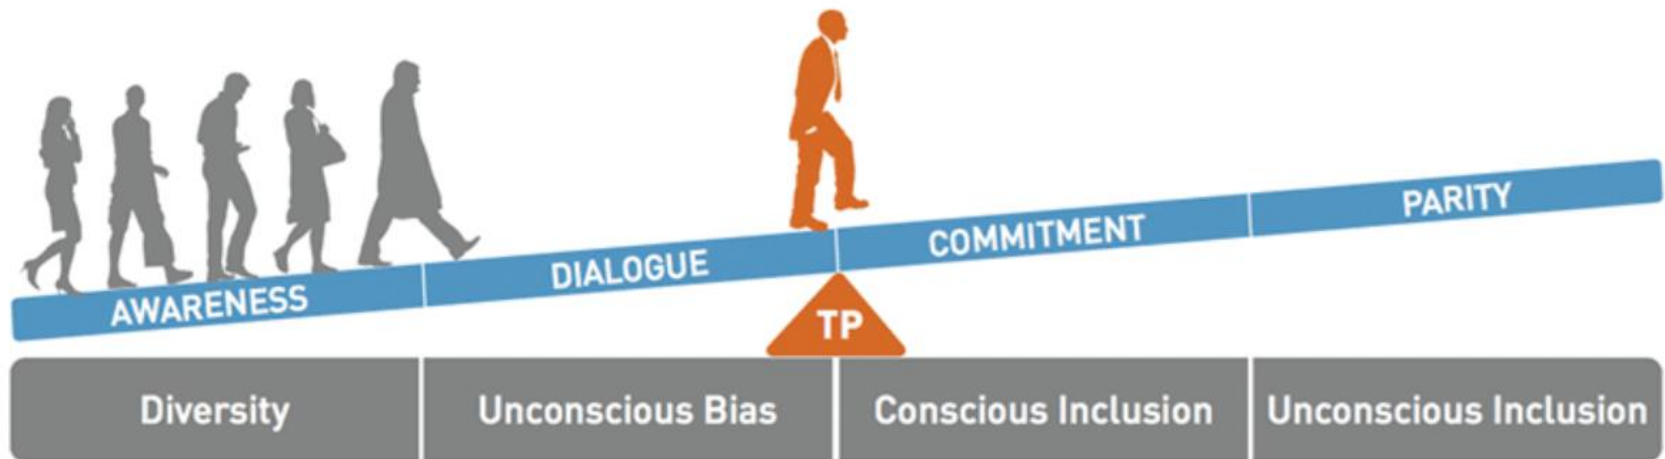 AWARENESS
DIALOGUE
COMMITMENT
PARITY
TP
Diversity
Unconscious Bias
Conscious Inclusion
Unconscious Inclusion